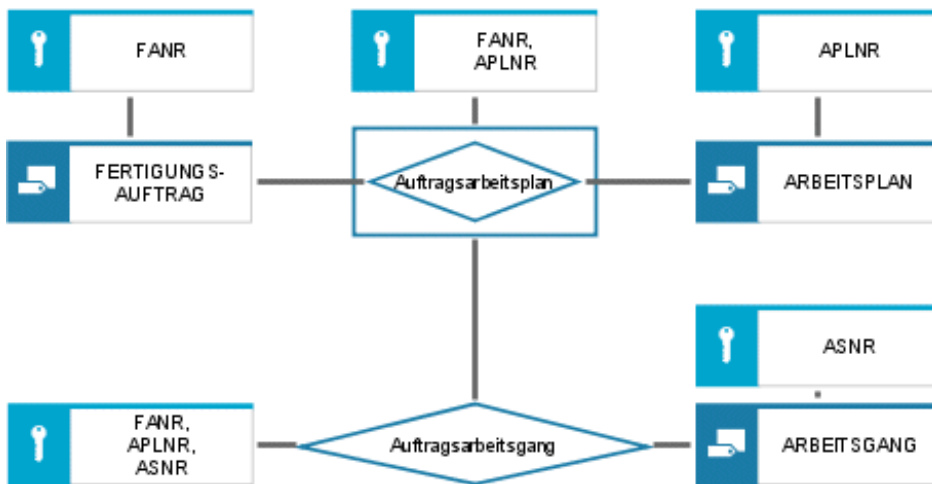 FANR
FANR,
APLNR
APLNR
FERTIGUNGS-
AUFTRAG
Auftragsarbeitsplan
ARBEITSPLAN
ASNR
FANR,
APLNR,
ASNR
Auftragsarbeitsgang
ARBEITSGANG